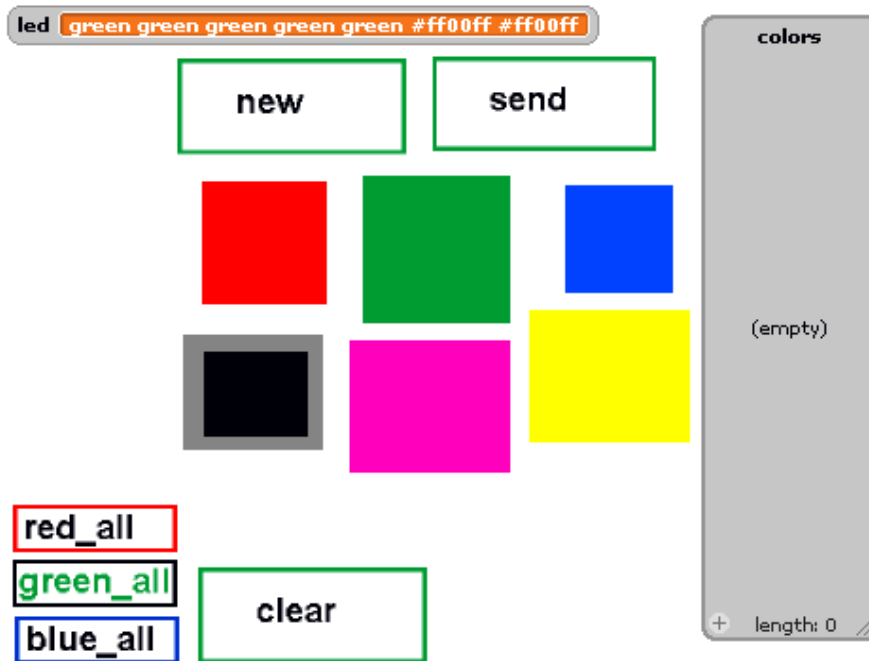 led green green green green green #ff00ff #ff00ff
colors
new
send
(empty)
red_all
green_all
blue_all
clear
+ length: 0